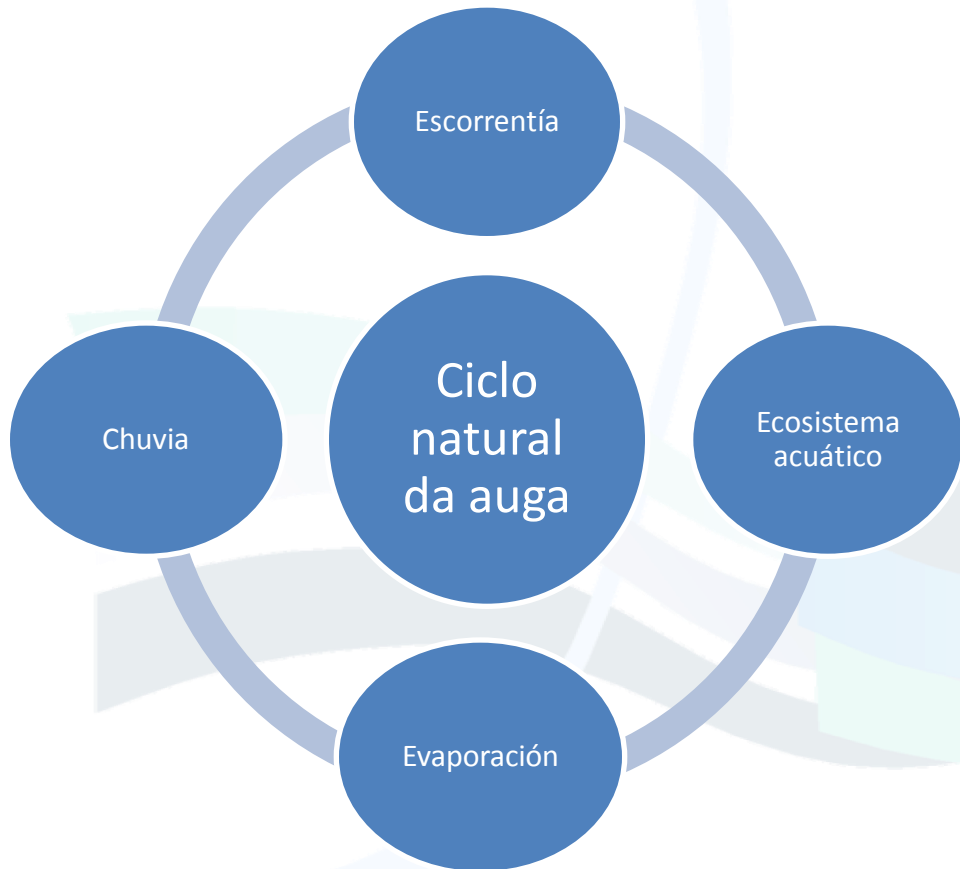 Escorrentía
Ciclo
natural
da auga
Chuvia
Ecosistema
acuático
Evaporación